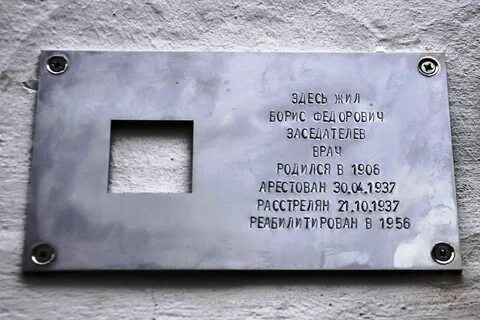 ЗДЕСЬ ЖИЛ
БОРИС ФЕДОРОВИЧ
ЗАСЕДАТЕЛЕВ
ВРАЧ
РОДИЛСЯ В 1906
АРЕСТОВАН 30.04.1937
РАССТРЕЛЯН 21.10.1937
РЕАБИЛИТИРОВАН В 1956